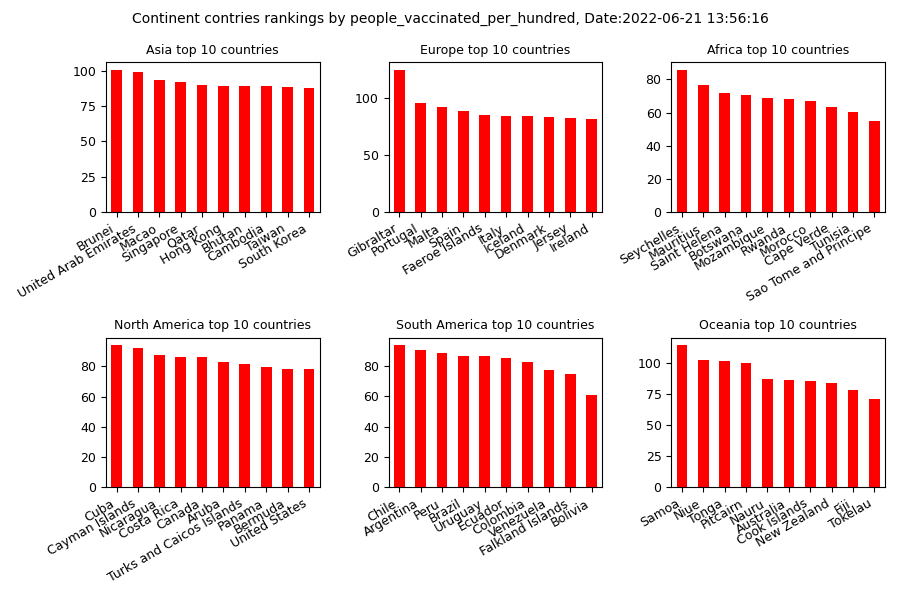 Continent contries rankings by people_vaccinated_per_hundred, Date:2022-06-21 13:56:16
Asia top 10 countries
100
75
50
25
0
Brunei
United Arab Emirates
Macao
Singapore
Qatar
Hong Kong
Bhutan
Cambodia
Taiwan
South Korea
Europe top 10 countries
100
50
0
Gibraltar
Portugal
Malta
Spain
Faeroe Islands
Italy
Iceland
Denmark
Jersey
Ireland
Africa top 10 countries
80
60
40
20
0
Seychelles
Mauritius
Saint Helena
Botswana
Mozambique
Rwanda
Morocco
Cape Verde
Tunisia
Sao Tome and Principe
North America top 10 countries
80
60
40
20
0
Cuba
Cayman Islands
Nicaragua
Costa Rica
Canada
Aruba
Turks and Caicos Islands
Panama
Bermuda
United States
South America top 10 countries
80
60
40
20
0
Chile
Argentina
Peru
Brazil
Uruguay
Ecuador
Colombia
Venezuela
Falkland Islands
Bolivia
Oceania top 10 countries
100
75
50
25
0
Samoa
Niue
Tonga
Pitcairn
Nauru
Australia
Cook Islands
New Zealand
Fiji
Tokelau